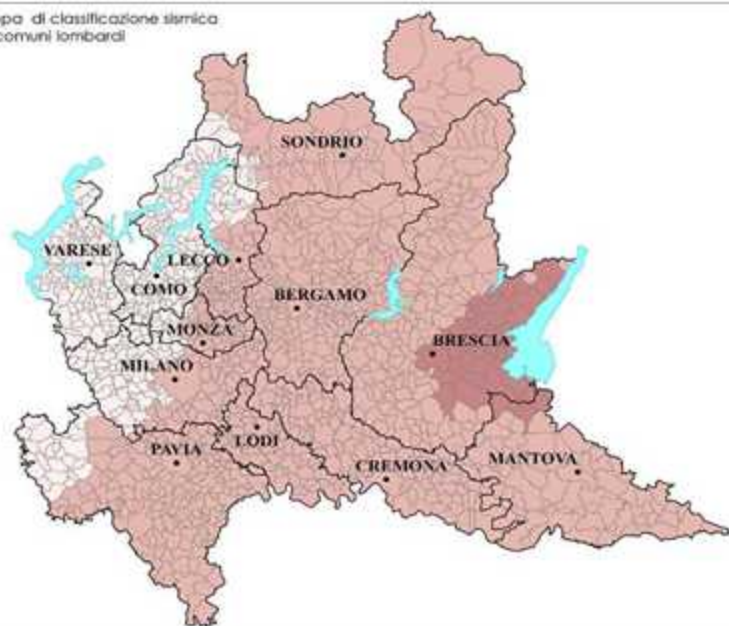 pa di classificazione sismica
comuni lombardi
SONDRIO
VARESE
LECCO
COMO
BERGAMO
MONZA
BRESCIA
MILANO
LODI
PAVIA
CREMONA
MANTOVA